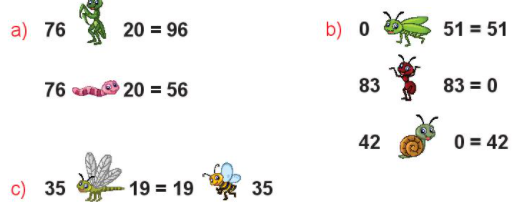 a) 76 20 = 96
76 20 = 56
b) 0 51 = 51
83 83 = 0
42 0 = 42
c) 35 19 = 19 35